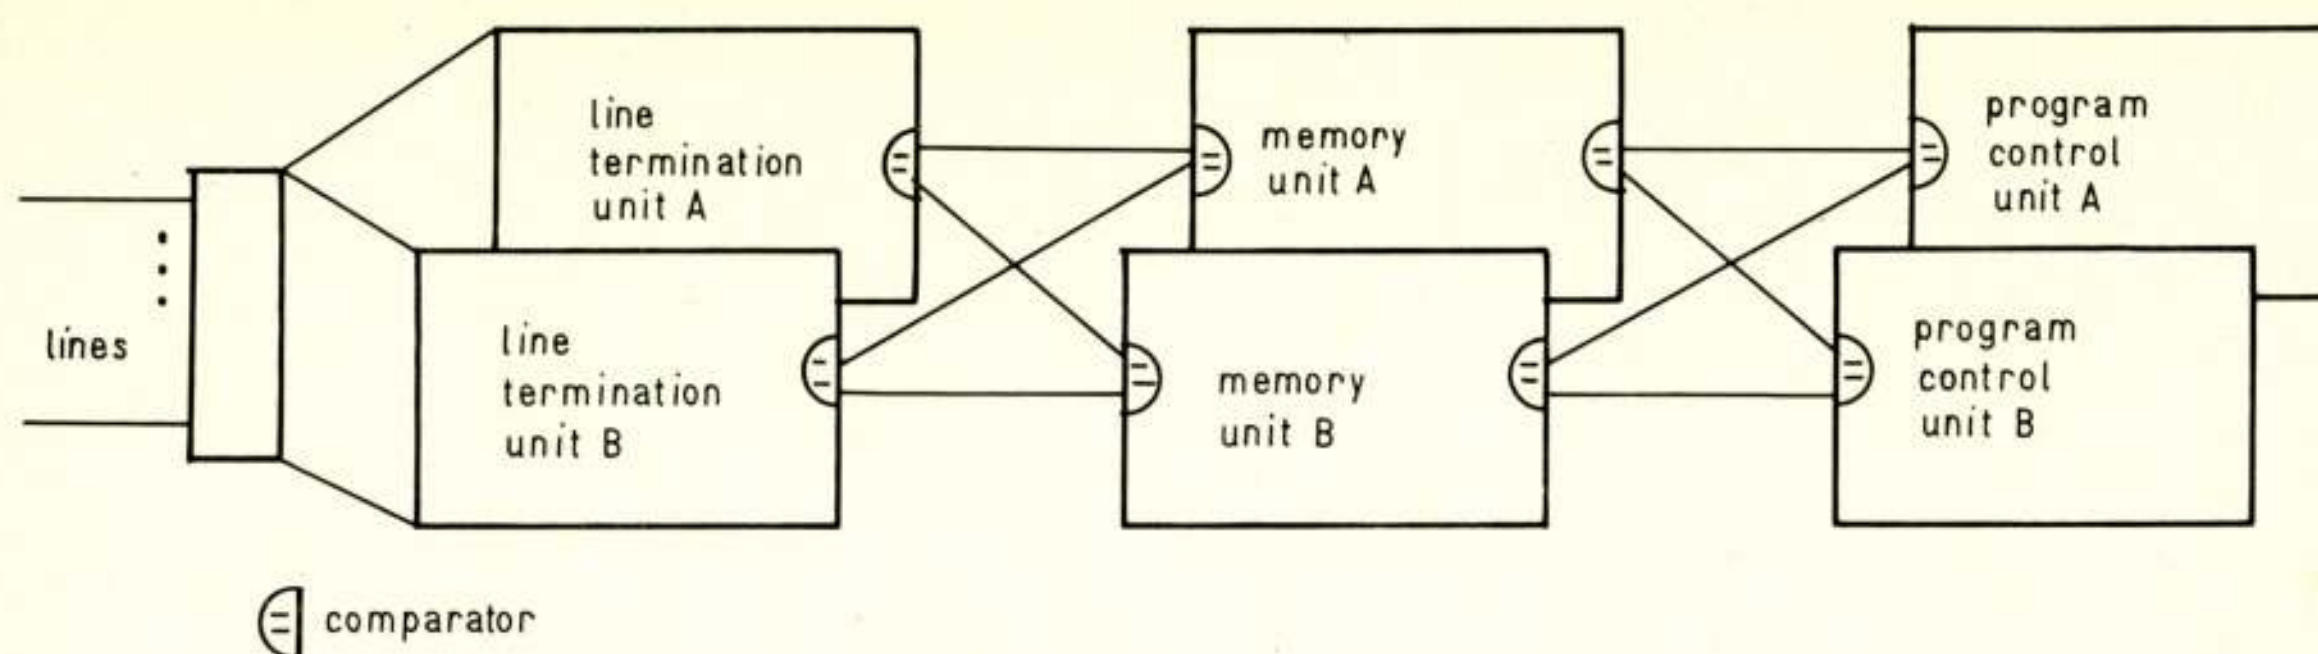 line
termination
unit A
memory
unit A
program
control
unit A
lines
line
termination
unit B
memory
unit B
program
control
unit B
comparator